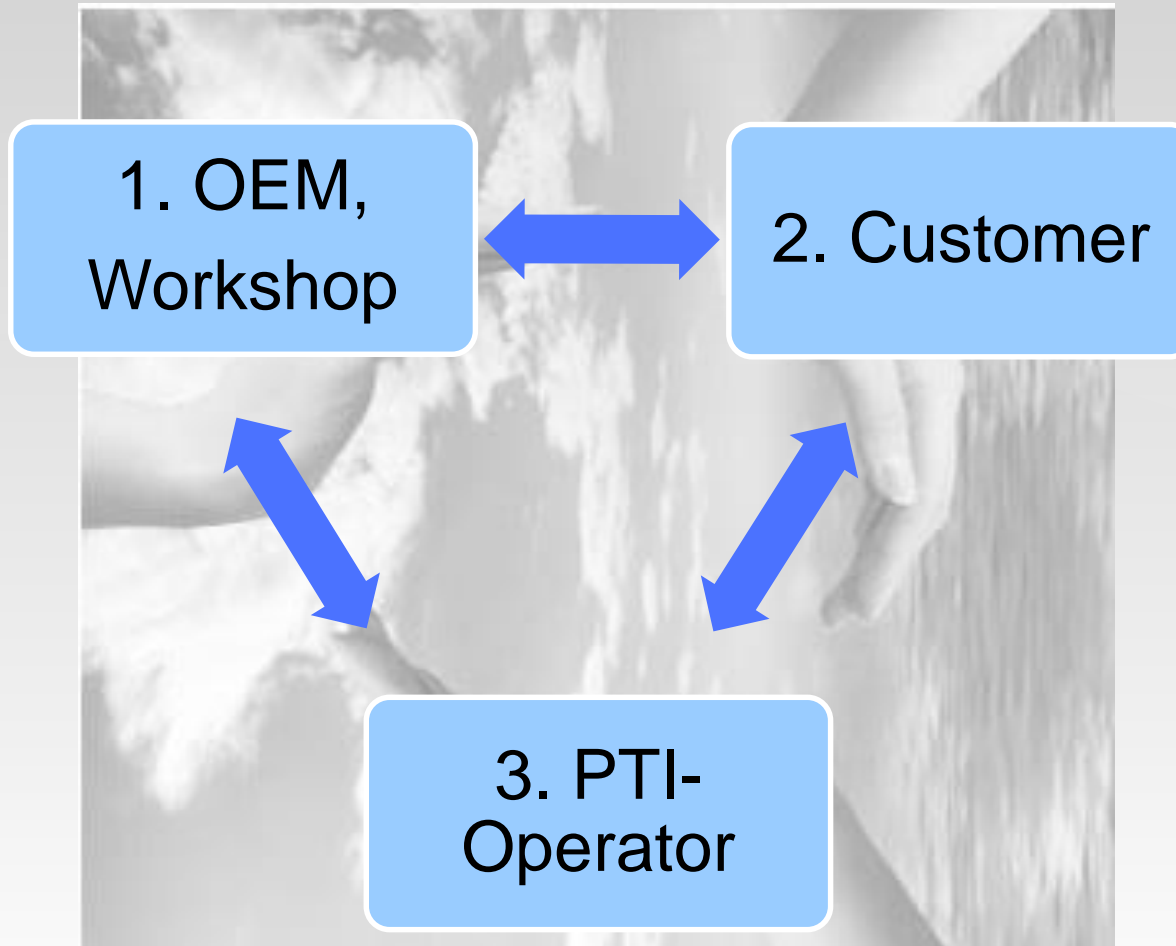 1. OEM,
Workshop
2. Customer
3. PTI-
Operator